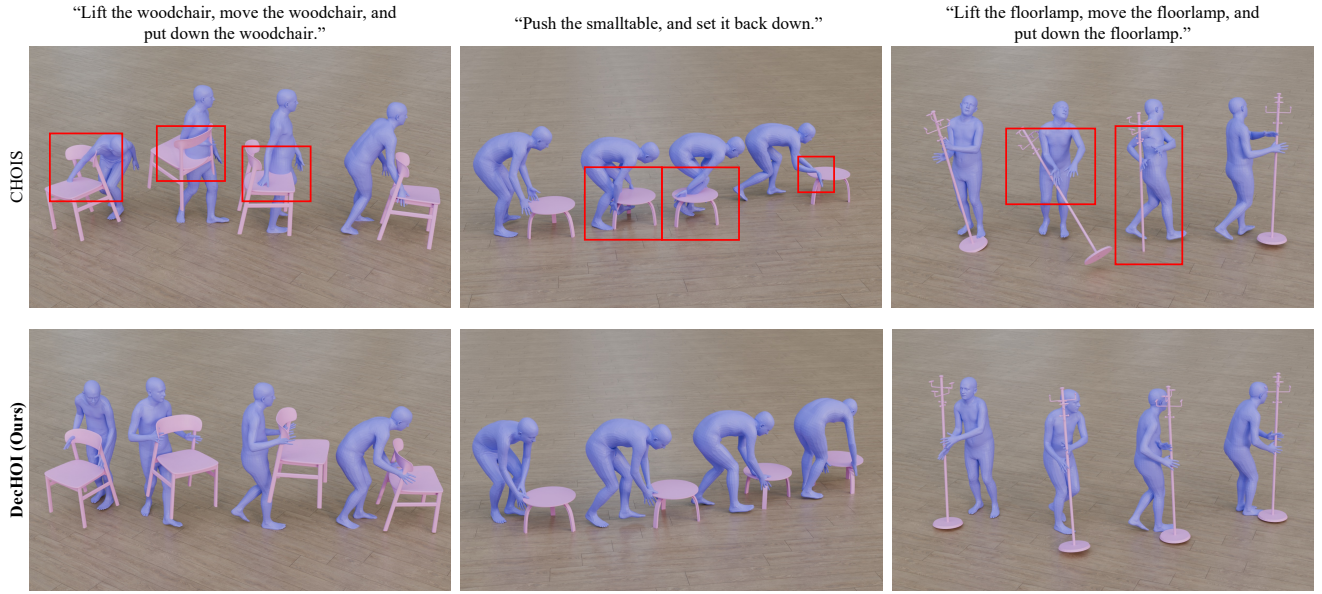 “Lift the woodchair, move the woodchair, and
put down the woodchair.”
“Push the smalltable, and set it back down.”
“Lift the floorlamp, move the floorlamp, and
put down the floorlamp.”
CHOIS
DecHOI (Ours)